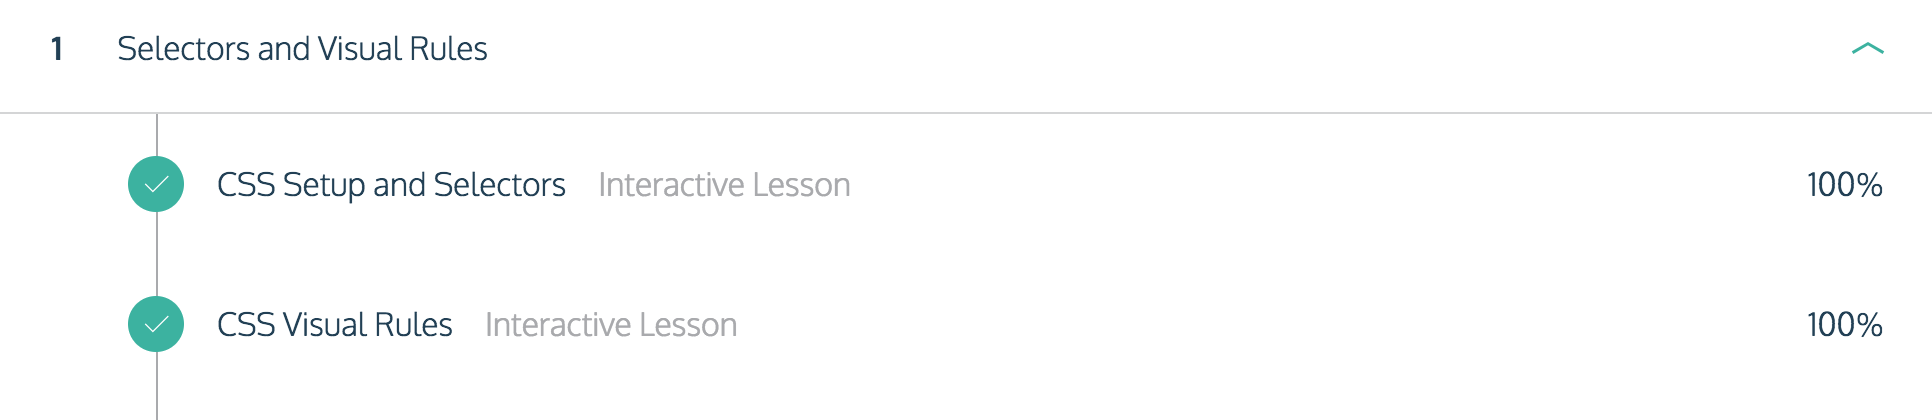 1 Selectors and Visual Rules
CSS Setup and Selectors Interactive Lesson 100%
CSS Visual Rules Interactive Lesson 100%